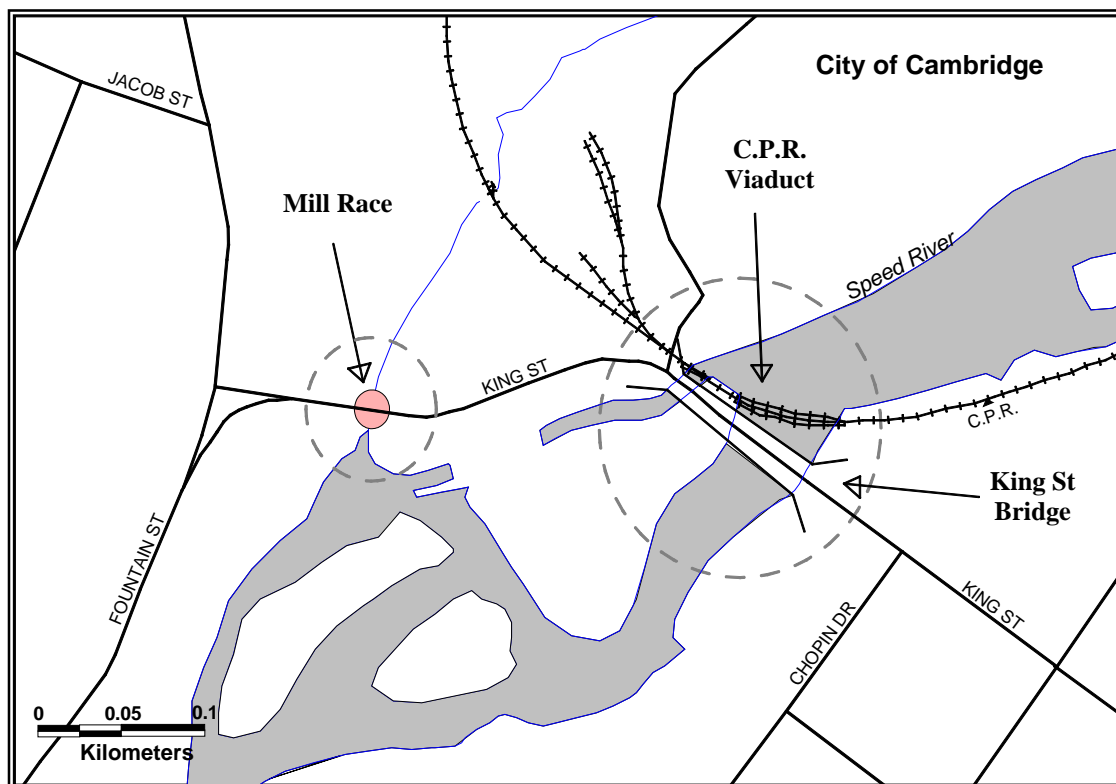 City of Cambridge
JACOB ST
C.P.R.
Viaduct
Mill Race
Speed River
KING ST
C.P.R.
King St
Bridge
FOUNTAIN ST
CHOPIN DR
KING ST
0 0.05 0.1
Kilometers